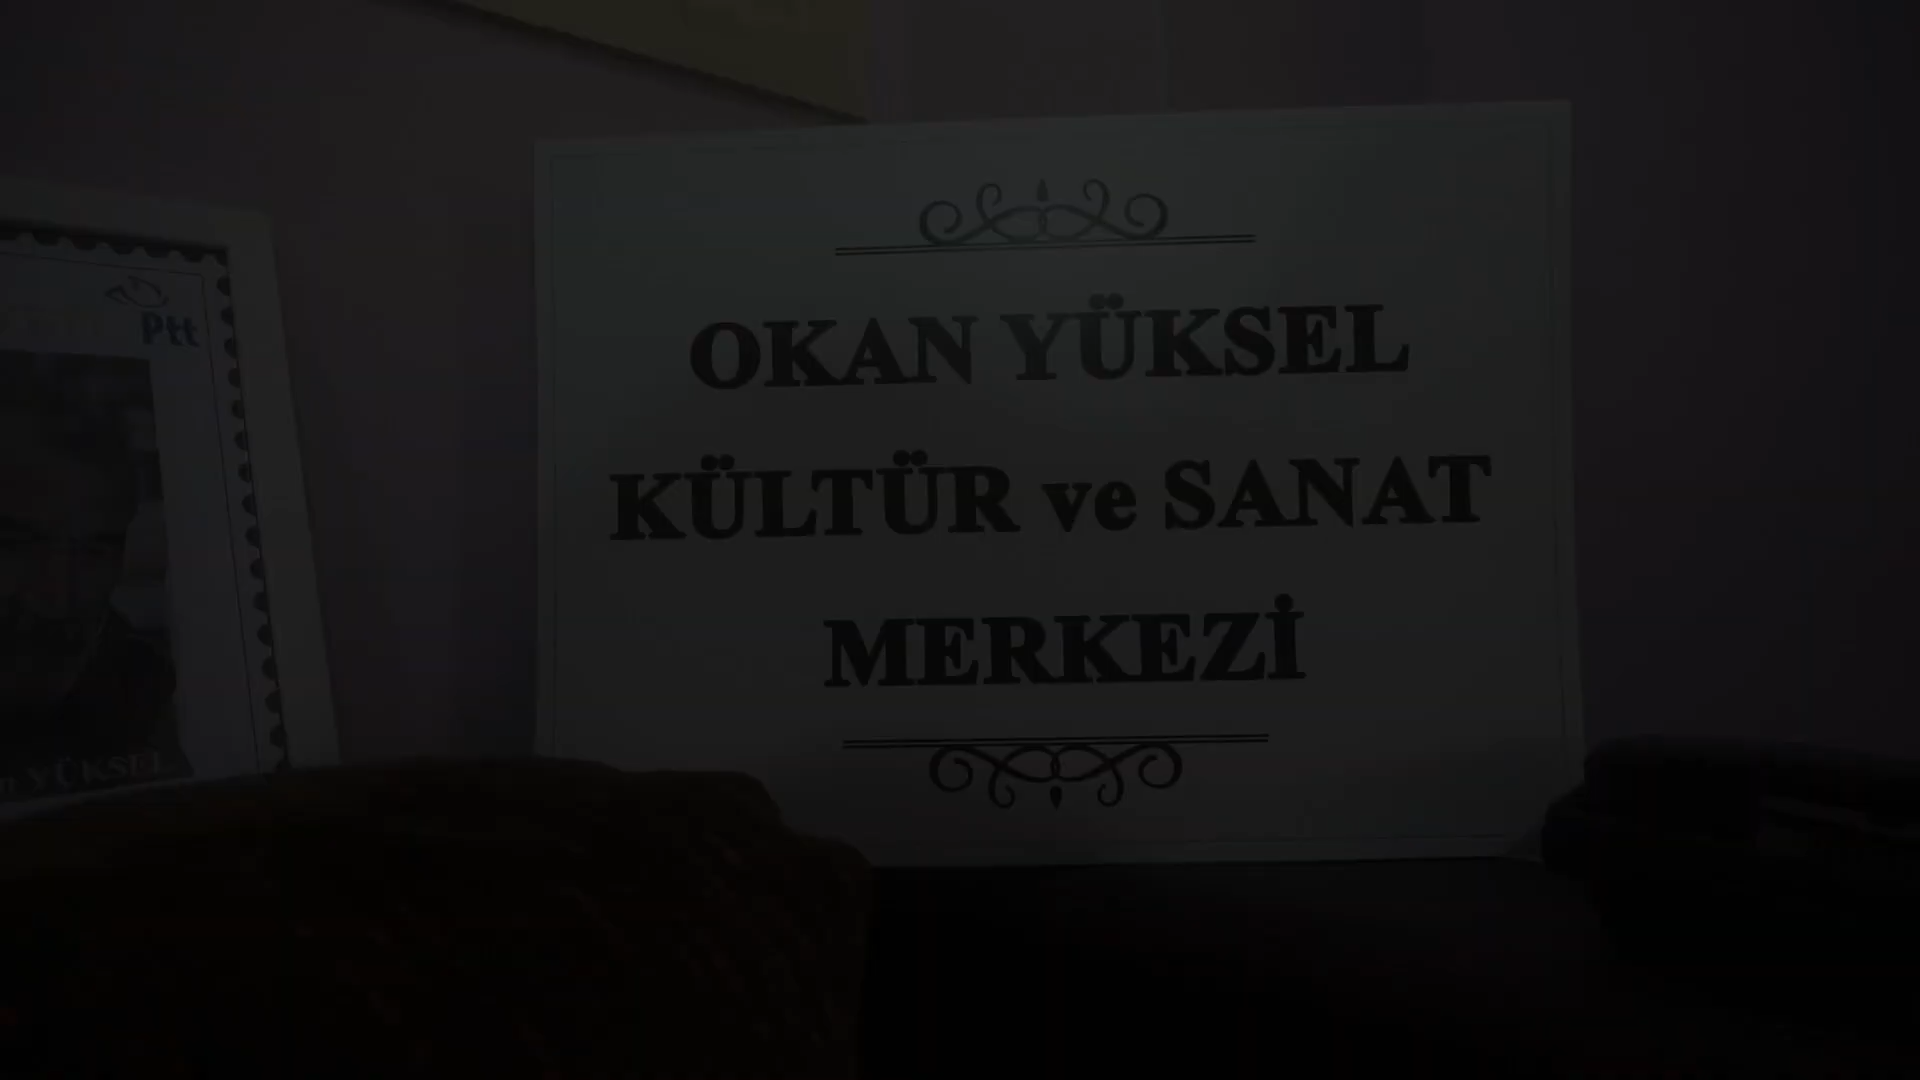 Ptt
YÜKSEL
OKAN YÜKSEL
KÜLTÜR ve SANAT
MERKEZİ